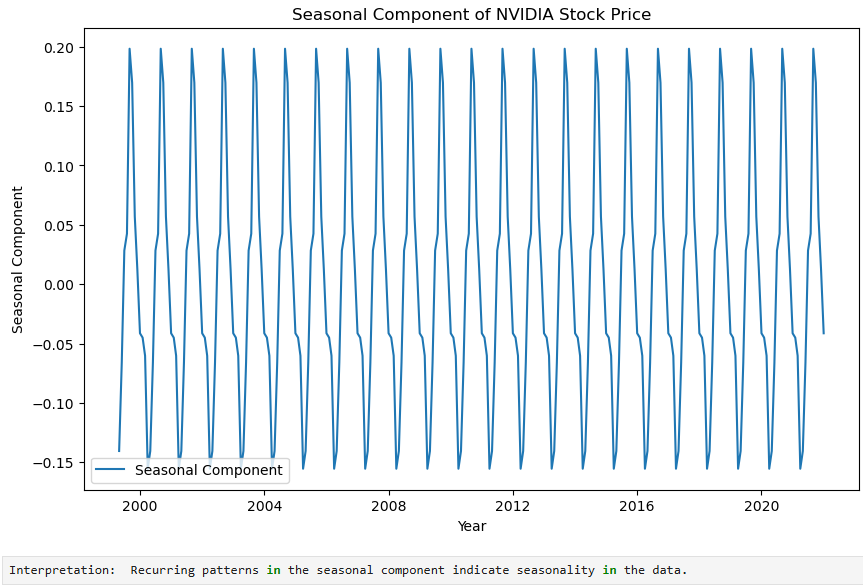 Seasonal Component of NVIDIA Stock Price
0.20
0.15
0.10
0.05
0.00
−0.05
−0.10
−0.15
Seasonal Component
Seasonal Component
2000 2004 2008 2012 2016 2020
Year
Interpretation:  Recurring patterns in the seasonal component indicate seasonality in the data.